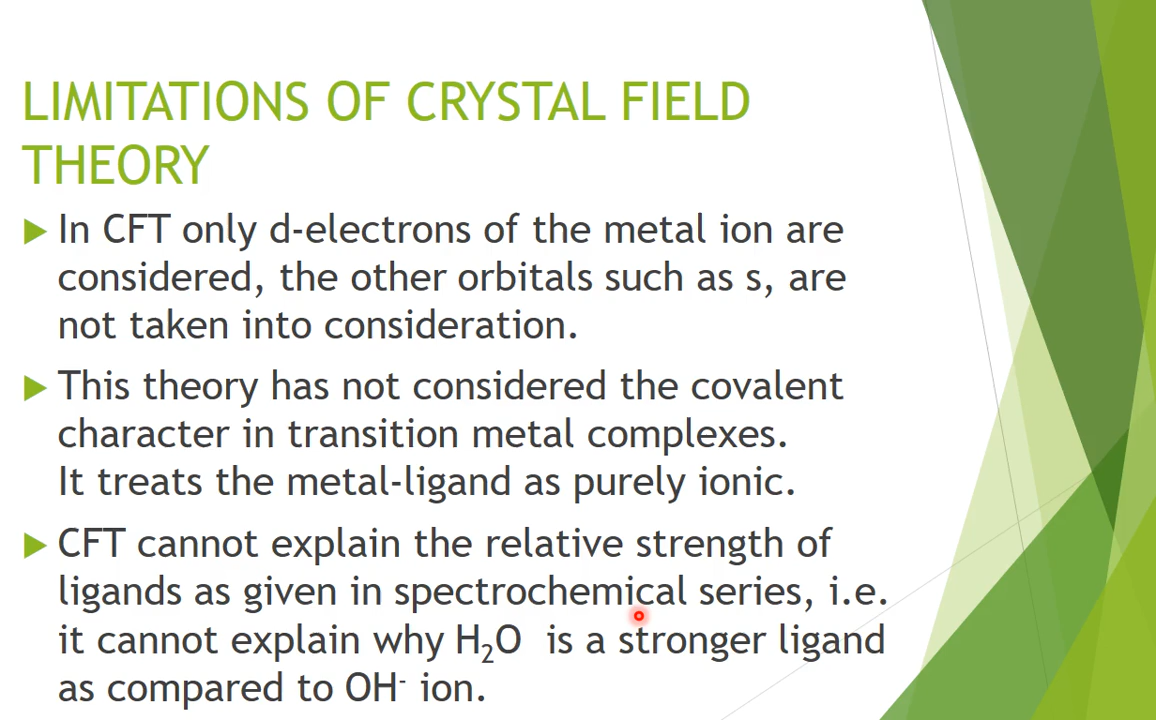 LIMITATIONS OF CRYSTAL FIELD
THEORY
In CFT only d-electrons of the metal ion are
considered, the other orbitals such as s, are
not taken into consideration.
This theory has not considered the covalent
character in transition metal complexes.
It treats the metal-ligand as purely ionic.
CFT cannot explain the relative strength of
ligands as given in spectrochemical series, i.e.
it cannot explain why H₂O is a stronger ligand
as compared to OH⁻ ion.